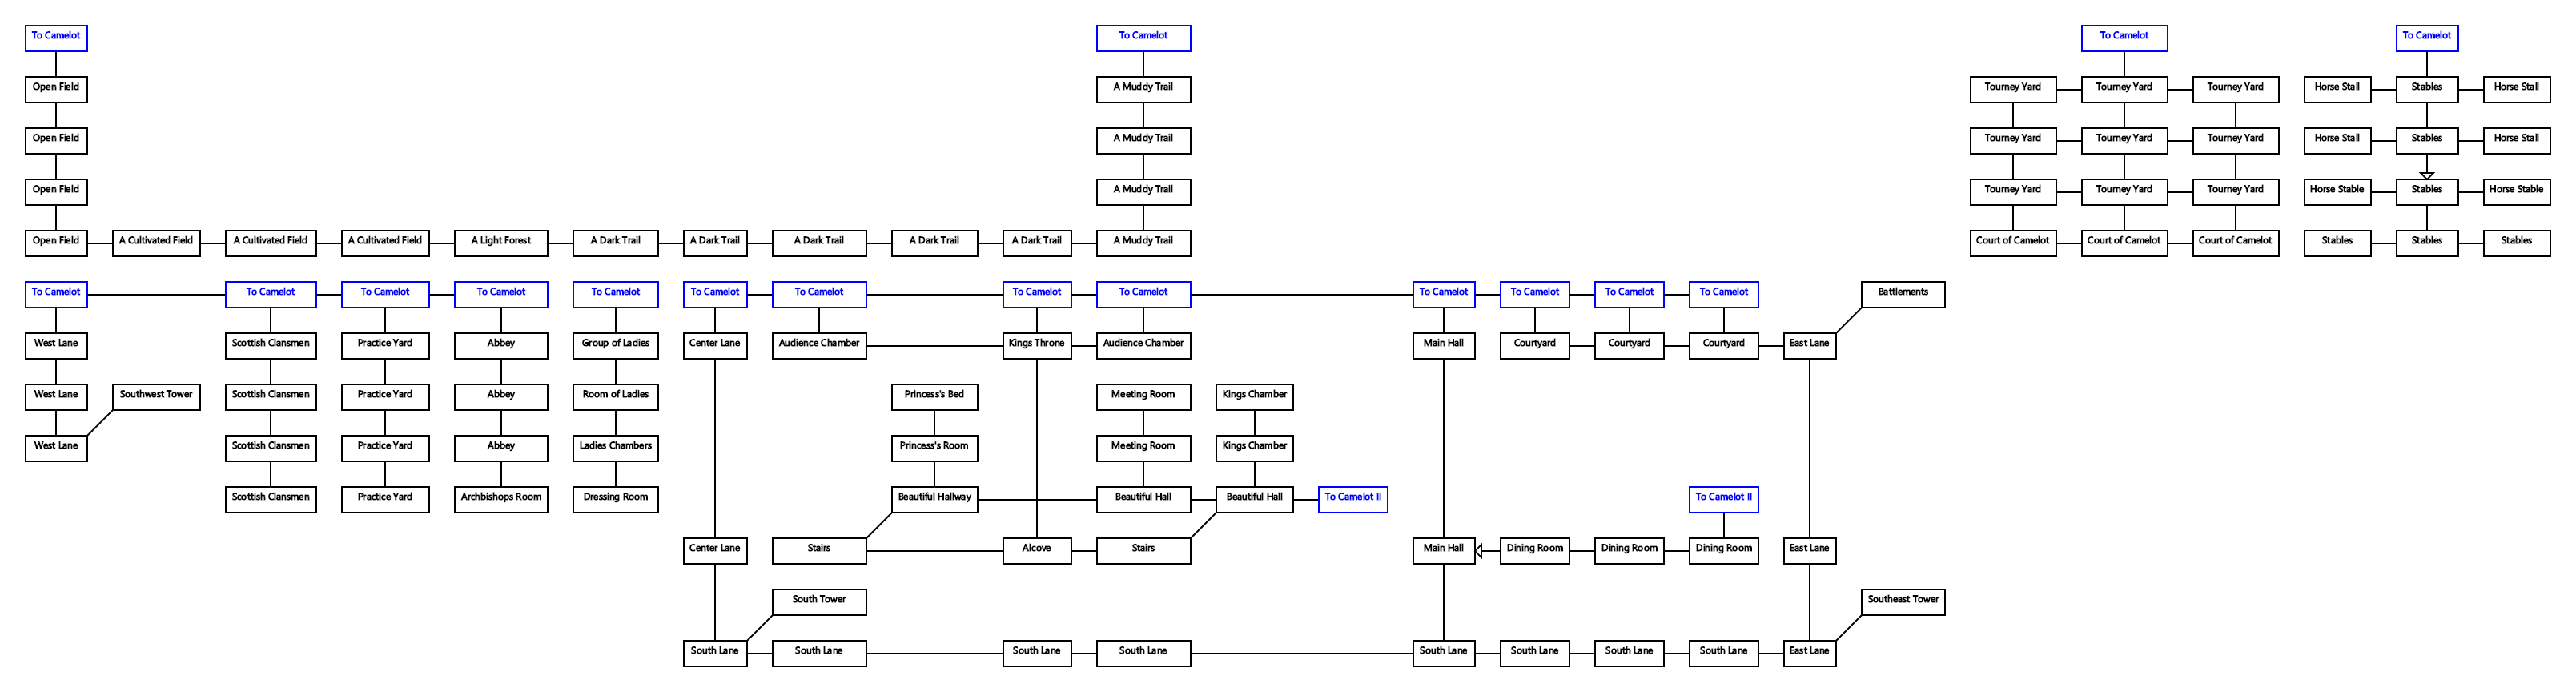 To Camelot
To Camelot
To Camelot
To Camelot
Open Field
A Muddy Trail
Tourney Yard
Tourney Yard
Tourney Yard
Horse Stall
Stables
Horse Stall
Open Field
A Muddy Trail
Tourney Yard
Tourney Yard
Tourney Yard
Horse Stall
Stables
Horse Stall
Open Field
A Muddy Trail
Tourney Yard
Tourney Yard
Tourney Yard
Horse Stable
Stables
Horse Stable
Open Field
A Cultivated Field
A Cultivated Field
A Cultivated Field
A Light Forest
A Dark Trail
A Dark Trail
A Dark Trail
A Dark Trail
A Dark Trail
A Muddy Trail
Court of Camelot
Court of Camelot
Court of Camelot
Stables
Stables
Stables
To Camelot
To Camelot
To Camelot
To Camelot
To Camelot
To Camelot
To Camelot
To Camelot
To Camelot
To Camelot
To Camelot
To Camelot
To Camelot
Battlements
West Lane
Scottish Clansmen
Practice Yard
Abbey
Group of Ladies
Center Lane
Audience Chamber
Kings Throne
Audience Chamber
Main Hall
Courtyard
Courtyard
Courtyard
East Lane
West Lane
Southwest Tower
Scottish Clansmen
Practice Yard
Abbey
Room of Ladies
Princess's Bed
Meeting Room
Kings Chamber
West Lane
Scottish Clansmen
Practice Yard
Abbey
Ladies Chambers
Princess's Room
Meeting Room
Kings Chamber
Scottish Clansmen
Practice Yard
Archbishops Room
Dressing Room
Beautiful Hallway
Beautiful Hall
Beautiful Hall
To Camelot II
To Camelot II
Center Lane
Stairs
Alcove
Stairs
Main Hall
Dining Room
Dining Room
Dining Room
East Lane
South Tower
Southeast Tower
South Lane
South Lane
South Lane
South Lane
South Lane
South Lane
South Lane
South Lane
East Lane